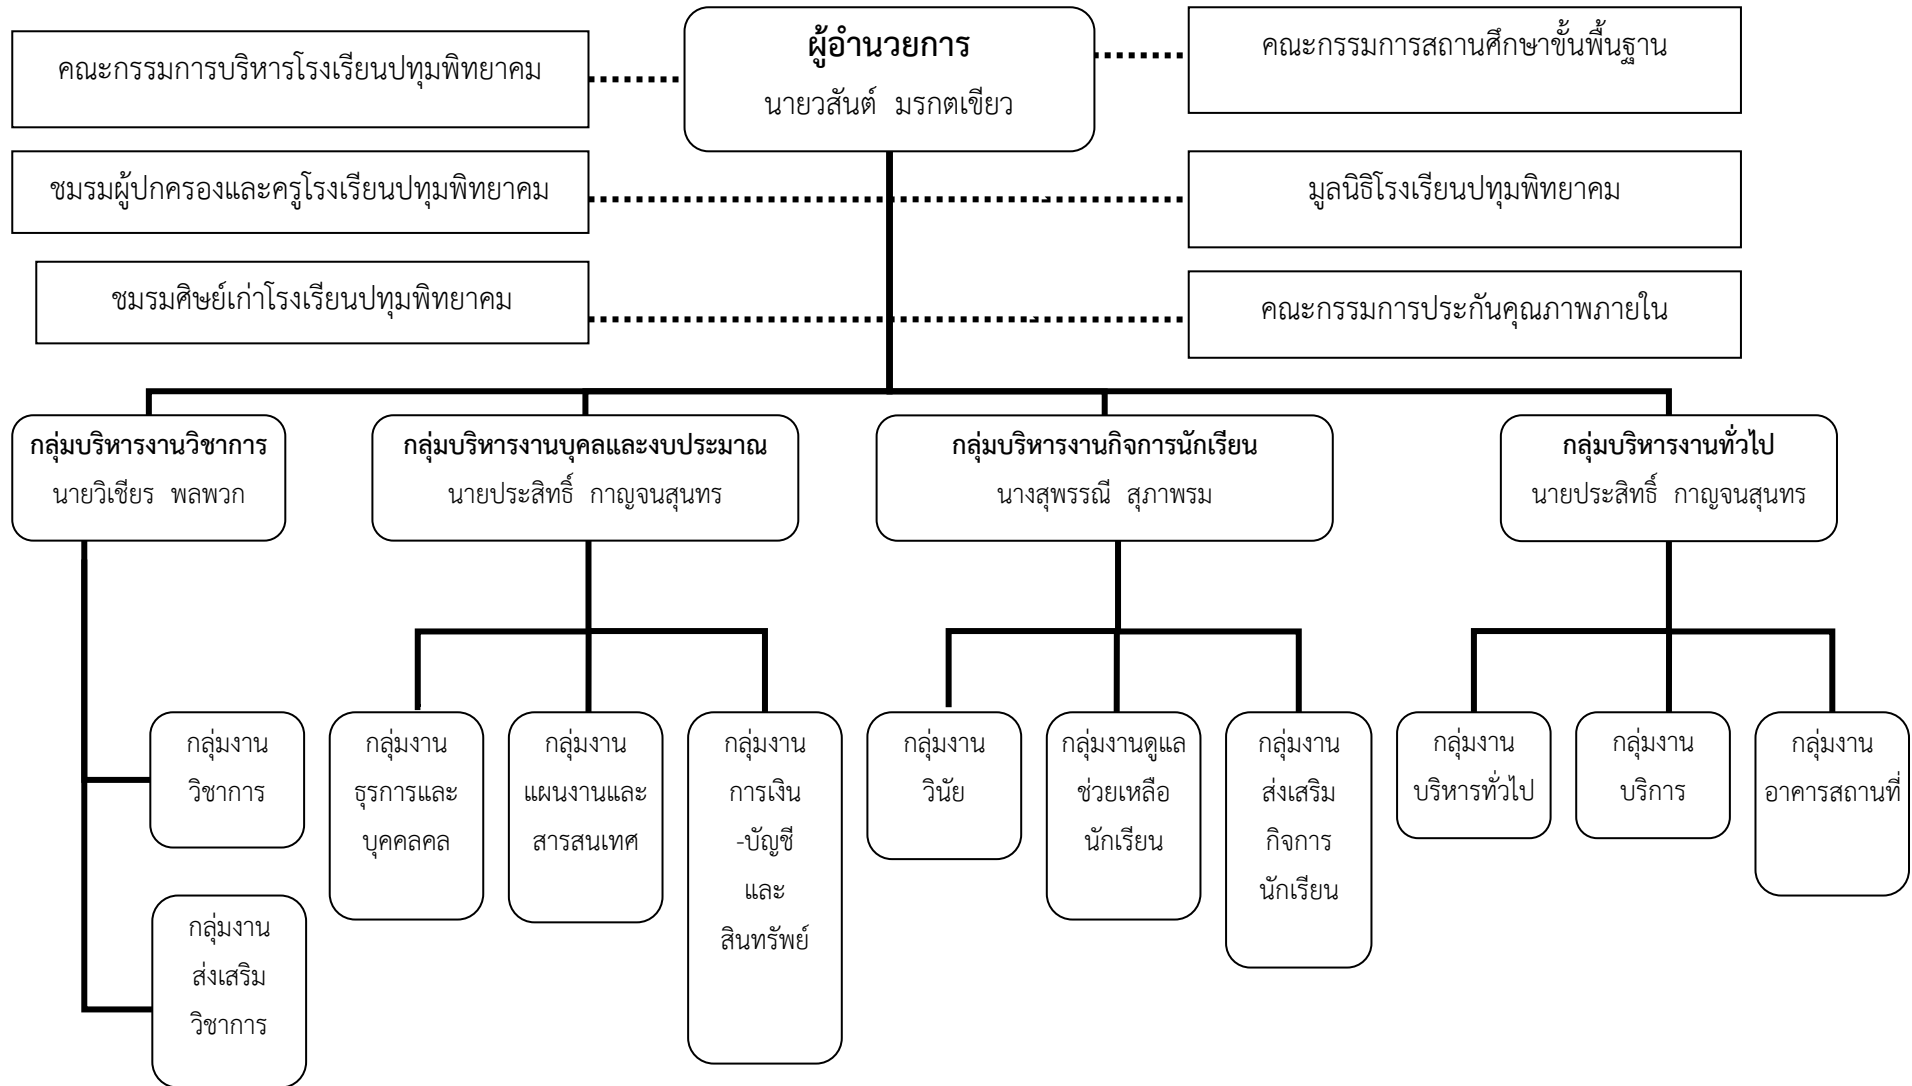 ผู้อำนวยการ
นายวสันต์ มรกตเขียว
คณะกรรมการบริหารโรงเรียนปทุมพิทยาคม
คณะกรรมการสถานศึกษาขั้นพื้นฐาน
ชมรมผู้ปกครองและครูโรงเรียนปทุมพิทยาคม
มูลนิธิโรงเรียนปทุมพิทยาคม
ชมรมศิษย์เก่าโรงเรียนปทุมพิทยาคม
คณะกรรมการประกันคุณภาพภายใน
กลุ่มบริหารงานวิชาการ
นายวิเชียร พลพวก
กลุ่มบริหารงานบุคลและงบประมาณ
นายประสิทธิ์ กาญจนสุนทร
กลุ่มบริหารงานกิจการนักเรียน
นางสุพรรณี สุภาพรม
กลุ่มบริหารงานทั่วไป
นายประสิทธิ์ กาญจนสุนทร
กลุ่มงาน
วิชาการ
กลุ่มงาน
ส่งเสริม
วิชาการ
กลุ่มงาน
ธุรการและ
บุคคลคล
กลุ่มงาน
แผนงานและ
สารสนเทศ
กลุ่มงาน
การเงิน
-บัญชี
และ
สินทรัพย์
กลุ่มงาน
วินัย
กลุ่มงานดูแล
ช่วยเหลือ
นักเรียน
กลุ่มงาน
ส่งเสริม
กิจการ
นักเรียน
กลุ่มงาน
บริหารทั่วไป
กลุ่มงาน
บริการ
กลุ่มงาน
อาคารสถานที่